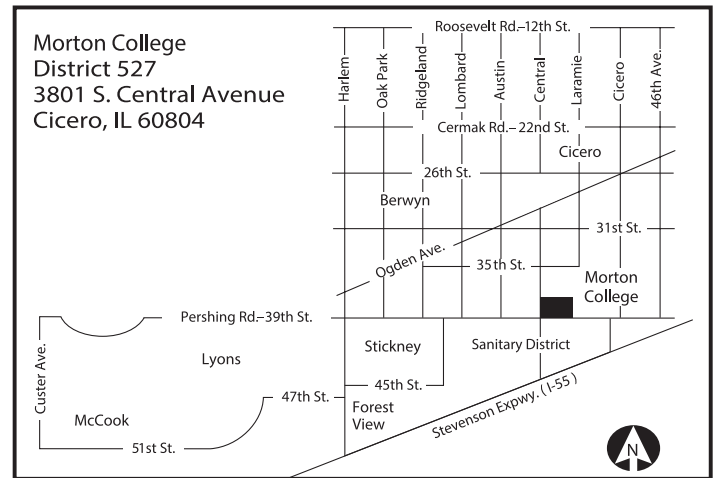 Morton College
District 527
3801 S. Central Avenue
Cicero, IL 60804
Roosevelt Rd.–12th St.
Harlem
Oak Park
Ridgeland
Lombard
Austin
Central
Laramie
Cicero
46th Ave.
Cermak Rd.–22nd St.
Cicero
26th St.
Berwyn
31st St.
Ogden Ave.
35th St.
Morton
College
Pershing Rd.–39th St.
Custer Ave.
Lyons
Stickney
Sanitary District
45th St.
47th St.
Forest
View
Stevenson Expwy. ( I-55 )
McCook
51st St.
N